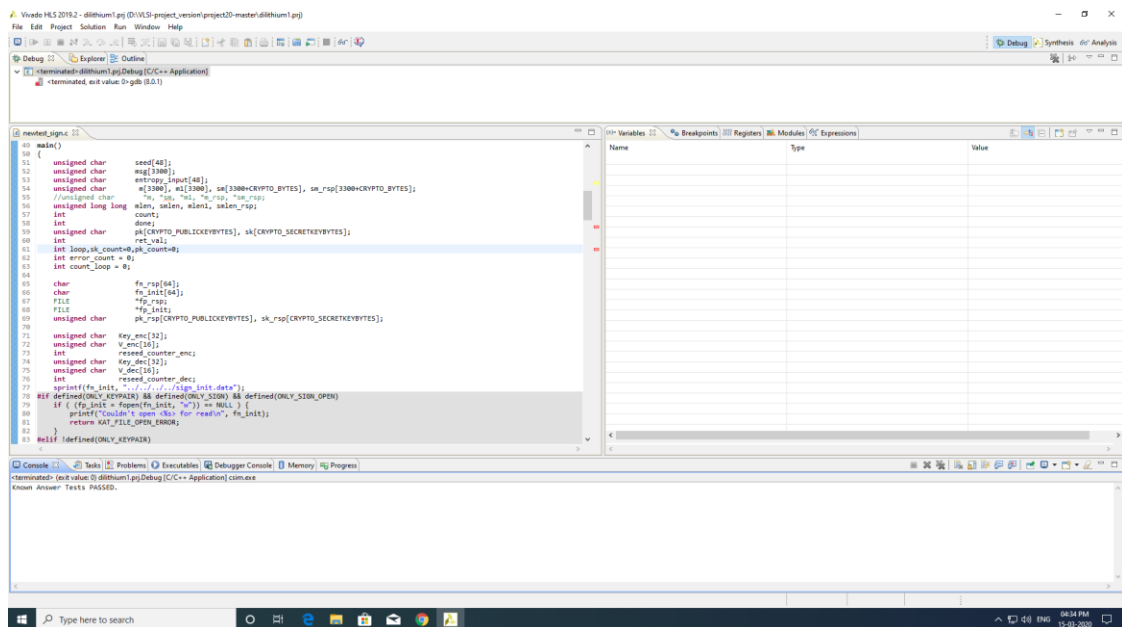 Vivado HLS 2019.2 - dilithium1.prj (D:\VLSI-project_version\project20-master\dilithium1.prj)
File Edit Project Solution Run Window Help
Debug Synthesis Analysis
Debug Explorer Outline
<terminated>dilithium1.prj.Debug [C/C++ Application]
<terminated, exit value: 0>gdb (8.0.1)
newtest_sign.c
49 main()
50 {
51 unsigned char seed[48];
52 unsigned char msg[3300];
53 unsigned char entropy_input[48];
54 unsigned char m[3300], m1[3300], sm[3300+CRYPTO_BYTES], sm_rsp[3300+CRYPTO_BYTES];
55 //unsigned char *m, *sm, *m1, *m_rsp, *sm_rsp;
56 unsigned long long mlen, smlen, mlen1, smlen_rsp;
57 int count;
58 int done;
59 unsigned char pk[CRYPTO_PUBLICKEYBYTES], sk[CRYPTO_SECRETKEYBYTES];
60 int ret_val;
61 int loop,sk_count=0,pk_count=0;
62 int error_count = 0;
63 int count_loop = 0;
64
65 char fn_rsp[64];
66 char fn_init[64];
67 FILE *fp_rsp;
68 FILE *fp_init;
69 unsigned char pk_rsp[CRYPTO_PUBLICKEYBYTES], sk_rsp[CRYPTO_SECRETKEYBYTES];
70
71 unsigned char Key_enc[32];
72 unsigned char V_enc[16];
73 int reseed_counter_enc;
74 unsigned char Key_dec[32];
75 unsigned char V_dec[16];
76 int reseed_counter_dec;
77 sprintf(fn_init, "../../../../sign_init.data");
78 #if defined(ONLY_KEYPAIR) && defined(ONLY_SIGN) && defined(ONLY_SIGN_OPEN)
79 if ( (fp_init = fopen(fn_init, "w")) == NULL ) {
80 printf("Couldn't open <%s> for read\n", fn_init);
81 return KAT_FILE_OPEN_ERROR;
82 }
83 #elif !defined(ONLY_KEYPAIR)
Variables Breakpoints Registers Modules Expressions
Name Type Value
Console Tasks Problems Executables Debugger Console Memory Progress
<terminated> (exit value: 0) dilithium1.prj.Debug [C/C++ Application] csim.exe
Known Answer Tests PASSED.
Type here to search
ENG
04:34 PM
15-03-2020